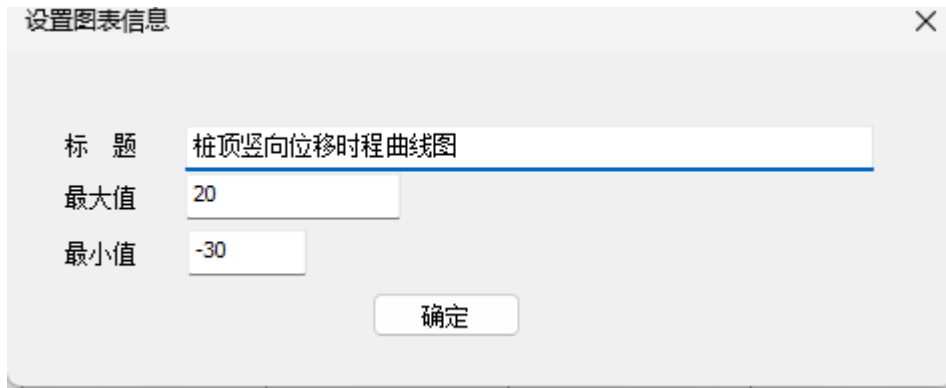 设置图表信息
标 题 桩顶竖向位移时程曲线图
最大值 20
最小值 -30
确定